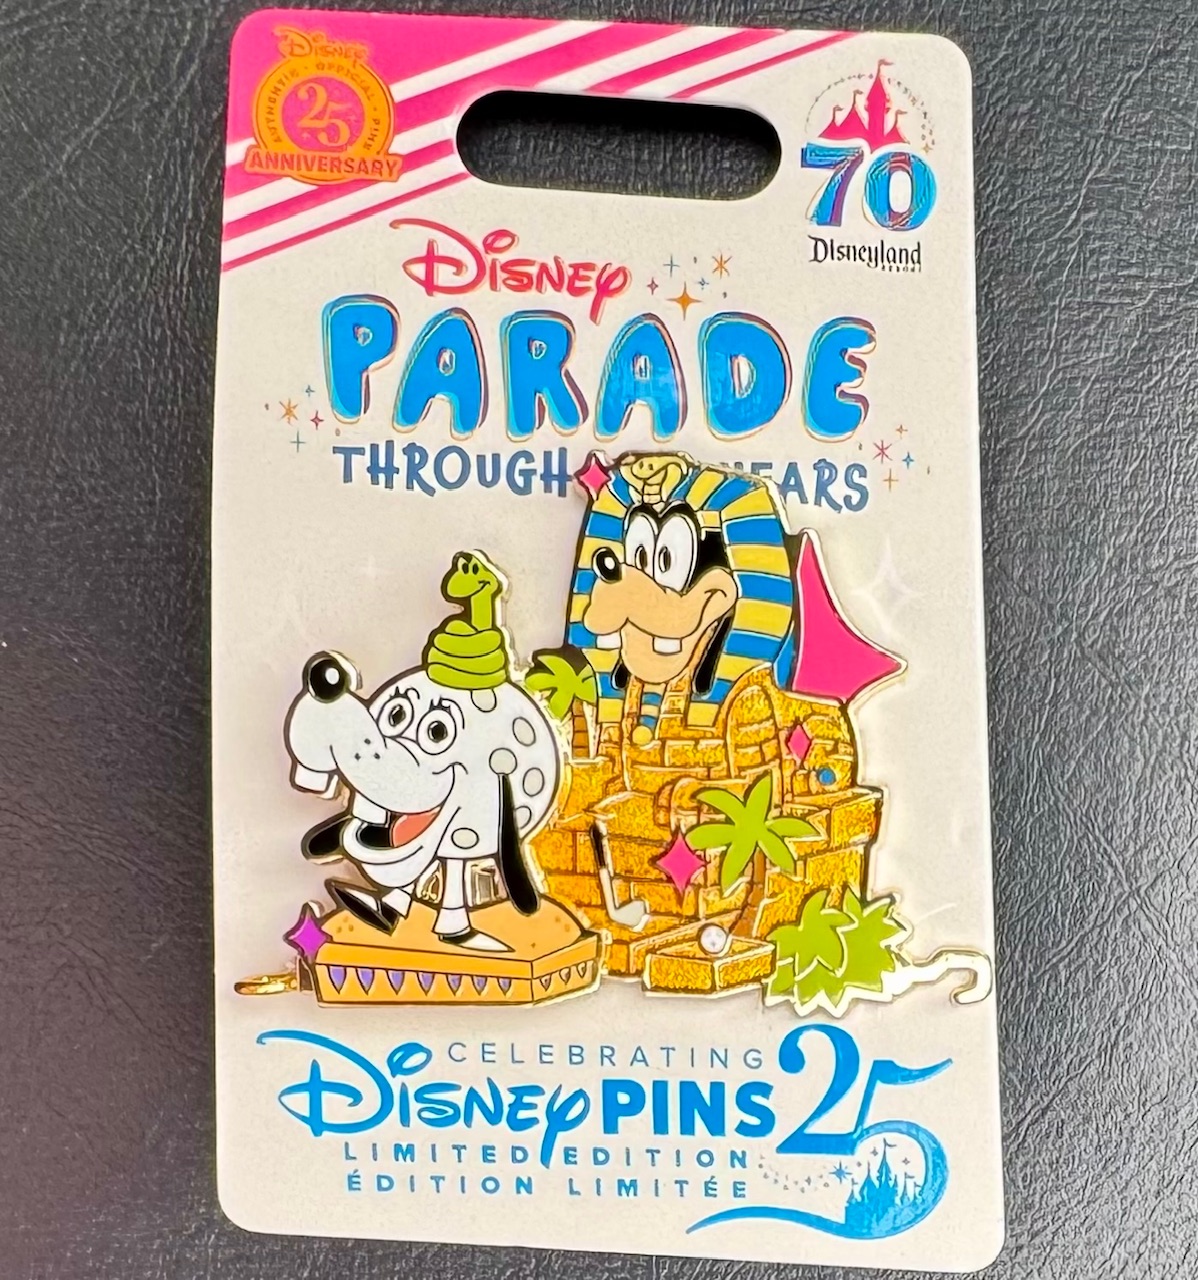 Disney
AUTHENTIC · OFFICIAL · PINS
25
ANNIVERSARY
70
Disneyland
RESORT
Disney
PARADE
THROUGH
CELEBRATING
Disney PINS 25
LIMITED EDITION
ÉDITION LIMITÉE